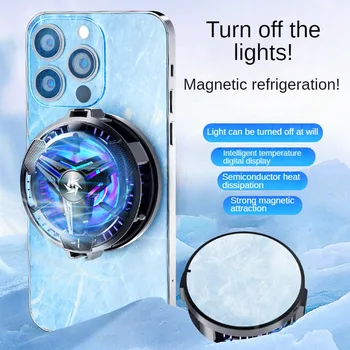 Turn off the
lights!
Magnetic refrigeration!
Light can be turned off at will
Intelligent temperature
digital display
Semiconductor heat
dissipation
Strong magnetic
attraction